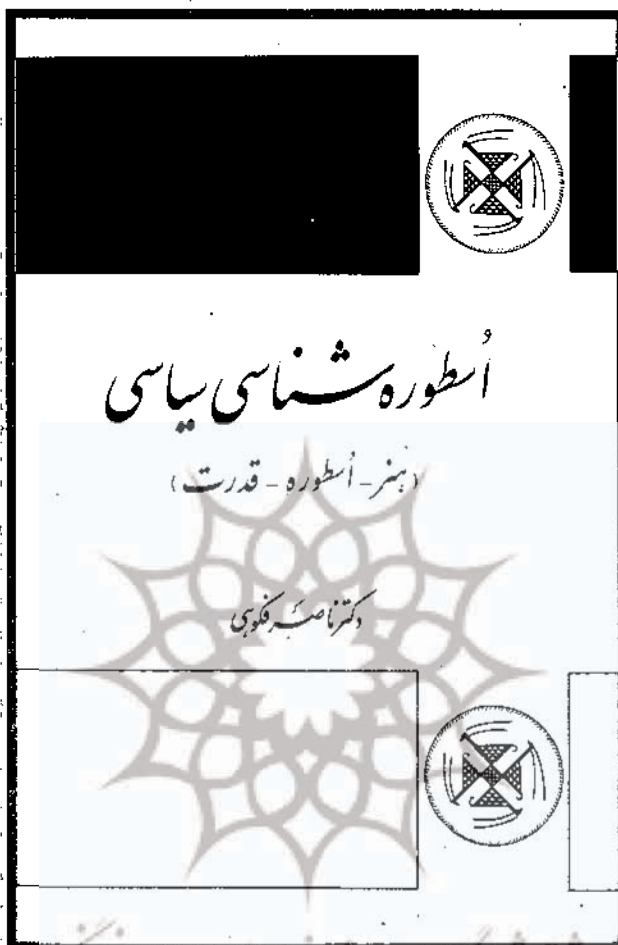 اُسطوره شناسی سیاسی
(هنر - اُسطوره - قدرت)
دکتر ناصر فکوهی